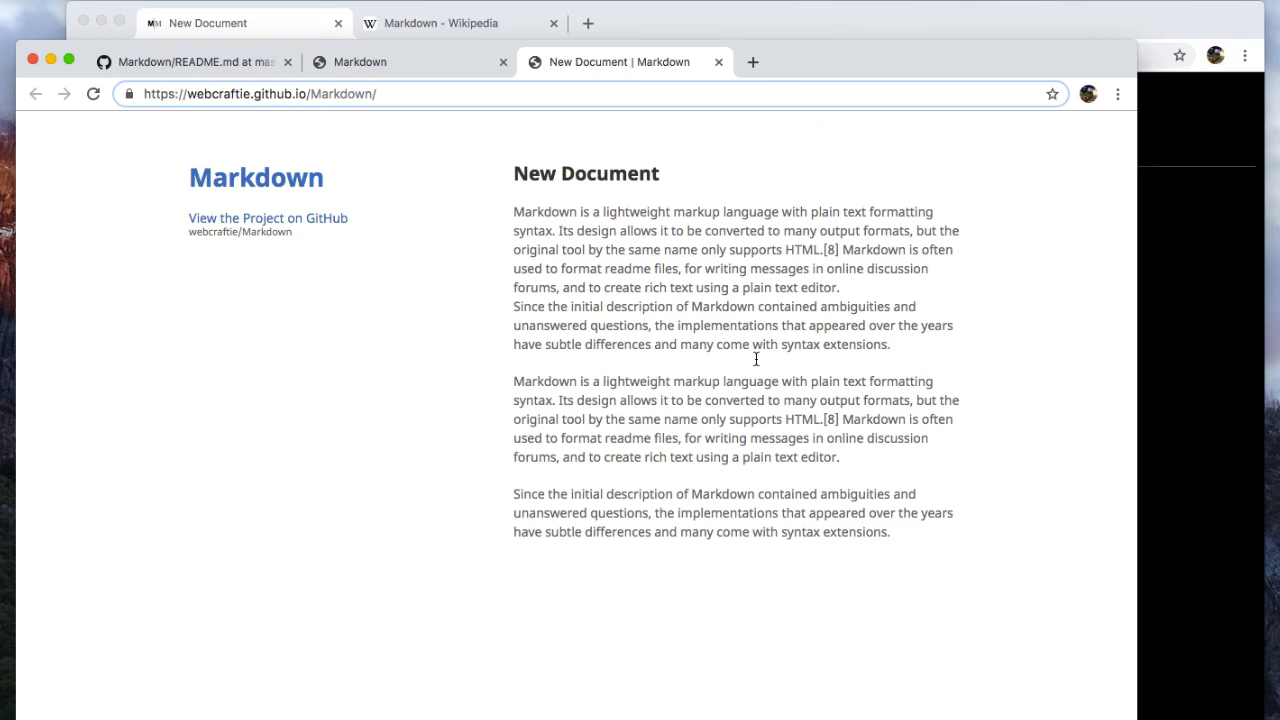 New Document
Markdown - Wikipedia
Markdown/README.md at mas
Markdown
New Document | Markdown
https://webcraftie.github.io/Markdown/
Markdown
View the Project on GitHub
webcraftie/Markdown
New Document
Markdown is a lightweight markup language with plain text formatting
syntax. Its design allows it to be converted to many output formats, but the
original tool by the same name only supports HTML.[8] Markdown is often
used to format readme files, for writing messages in online discussion
forums, and to create rich text using a plain text editor.
Since the initial description of Markdown contained ambiguities and
unanswered questions, the implementations that appeared over the years
have subtle differences and many come with syntax extensions.
Markdown is a lightweight markup language with plain text formatting
syntax. Its design allows it to be converted to many output formats, but the
original tool by the same name only supports HTML.[8] Markdown is often
used to format readme files, for writing messages in online discussion
forums, and to create rich text using a plain text editor.
Since the initial description of Markdown contained ambiguities and
unanswered questions, the implementations that appeared over the years
have subtle differences and many come with syntax extensions.